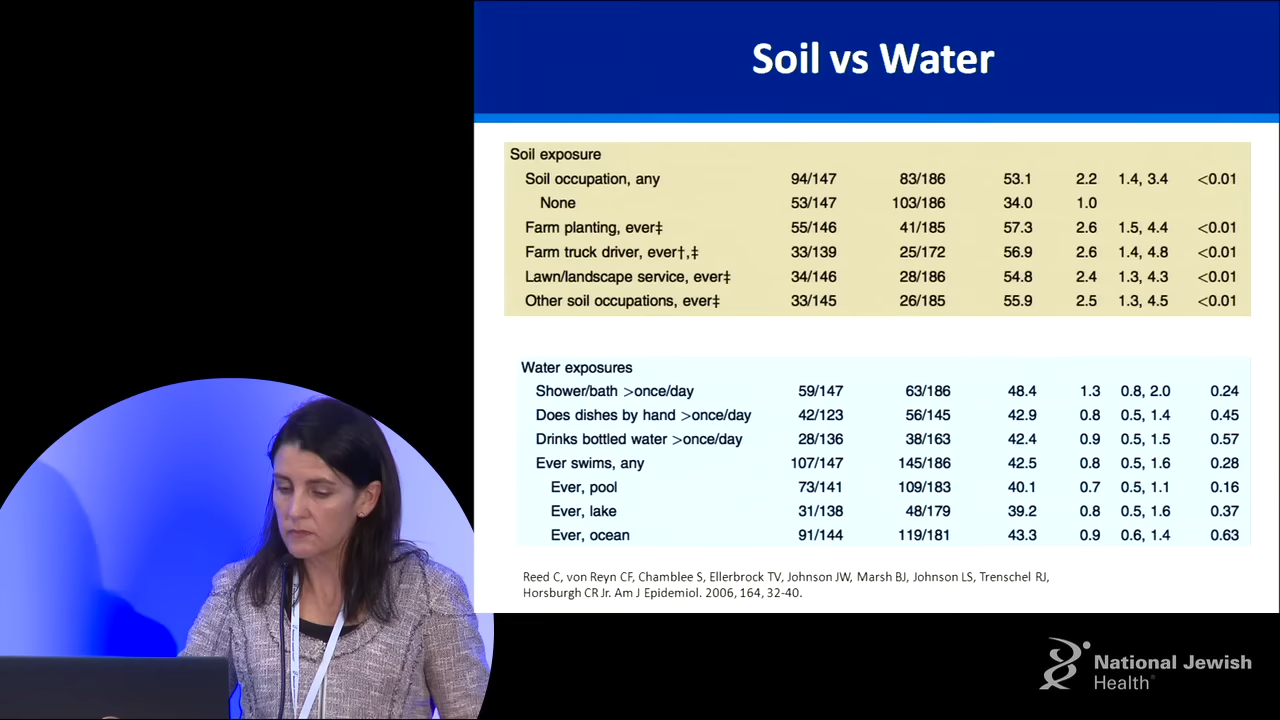 Soil vs Water
Soil exposure
Soil occupation, any 94/147 83/186 53.1 2.2 1.4, 3.4 <0.01
None 53/147 103/186 34.0 1.0
Farm planting, ever‡ 55/146 41/185 57.3 2.6 1.5, 4.4 <0.01
Farm truck driver, ever†,‡ 33/139 25/172 56.9 2.6 1.4, 4.8 <0.01
Lawn/landscape service, ever‡ 34/146 28/186 54.8 2.4 1.3, 4.3 <0.01
Other soil occupations, ever‡ 33/145 26/185 55.9 2.5 1.3, 4.5 <0.01
Water exposures
Shower/bath >once/day 59/147 63/186 48.4 1.3 0.8, 2.0 0.24
Does dishes by hand >once/day 42/123 56/145 42.9 0.8 0.5, 1.4 0.45
Drinks bottled water >once/day 28/136 38/163 42.4 0.9 0.5, 1.5 0.57
Ever swims, any 107/147 145/186 42.5 0.8 0.5, 1.6 0.28
Ever, pool 73/141 109/183 40.1 0.7 0.5, 1.1 0.16
Ever, lake 31/138 48/179 39.2 0.8 0.5, 1.6 0.37
Ever, ocean 91/144 119/181 43.3 0.9 0.6, 1.4 0.63
Reed C, von Reyn CF, Chamblee S, Ellerbrock TV, Johnson JW, Marsh BJ, Johnson LS, Trenschel RJ,
Horsburgh CR Jr. Am J Epidemiol. 2006, 164, 32-40.
National Jewish
Health®